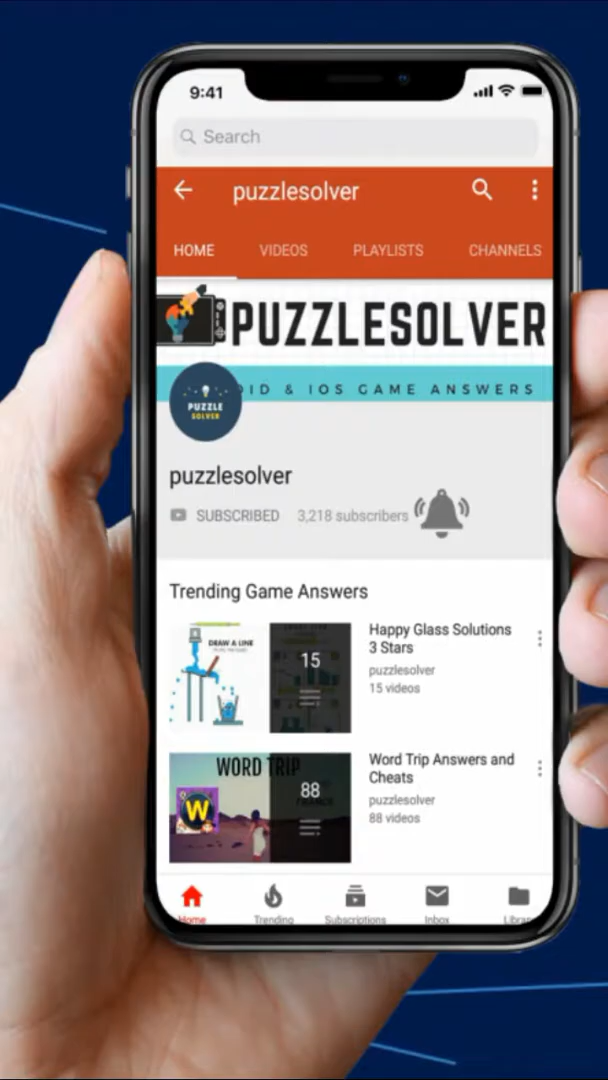 9:41
Search
puzzlesolver
HOME VIDEOS PLAYLISTS CHANNELS
PUZZLESOLVER
OID & IOS GAME ANSWERS
PUZZLE
SOLVER
puzzlesolver
SUBSCRIBED 3,218 subscribers
Trending Game Answers
DRAW A LINE
15
Happy Glass Solutions
3 Stars
puzzlesolver
15 videos
WORD TRIP
W
88
Word Trip Answers and
Cheats
puzzlesolver
88 videos
Home Trending Subscriptions Inbox Librar